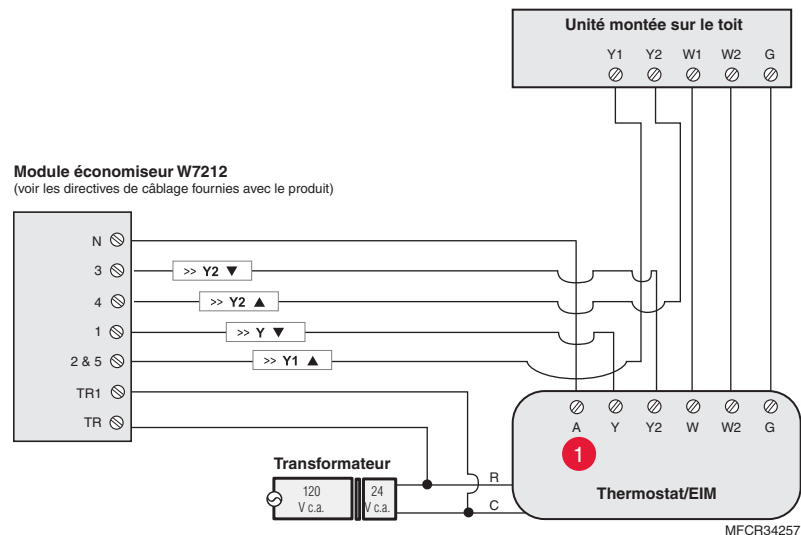 Unité montée sur le toit
Y1 Y2 W1 W2 G
Module économiseur W7212
(voir les directives de câblage fournies avec le produit)
N
3 >> Y2 ▼
4 >> Y2 ▲
1 >> Y ▼
2 & 5 >> Y1 ▲
TR1
TR
A Y Y2 W W2 G
1
Transformateur
120 V c.a.
24 V c.a.
R
C
Thermostat/EIM
MFCR34257